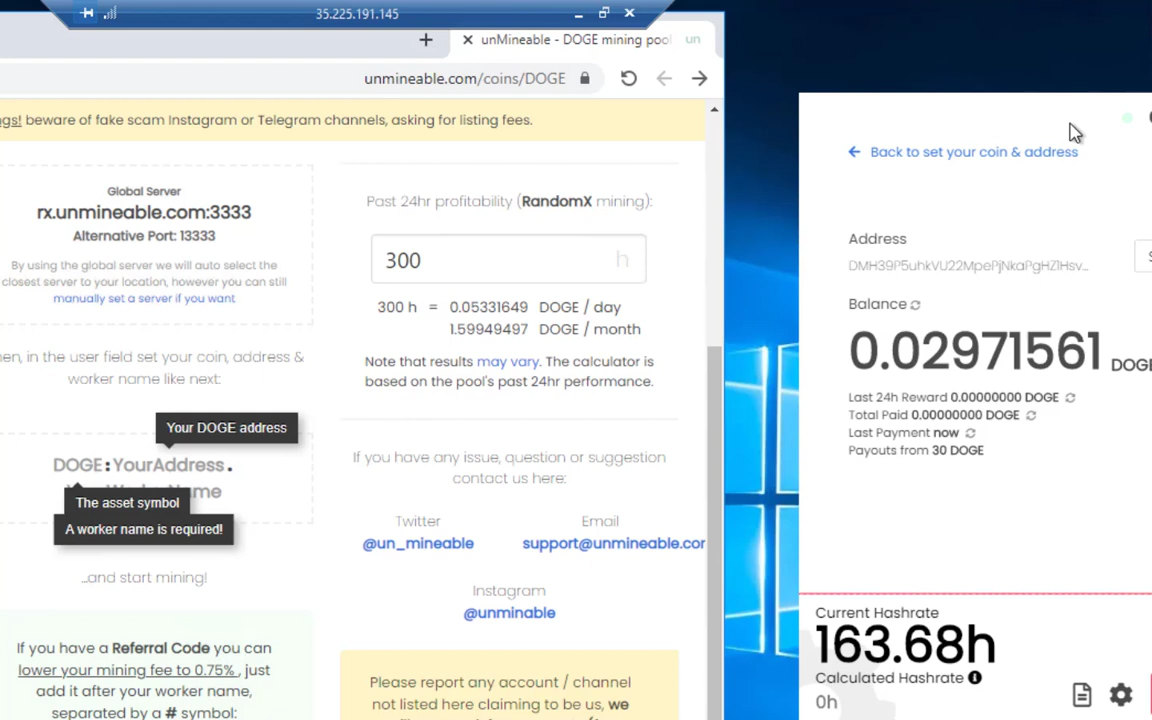 35.225.191.145
unMineable - DOGE mining poo
un
unmineable.com/coins/DOGE
ngs! beware of fake scam Instagram or Telegram channels, asking for listing fees.
Global Server
rx.unmineable.com:3333
Alternative Port: 13333
By using the global server we will auto select the
closest server to your location, however you can still
manually set a server if you want
hen, in the user field set your coin, address &
worker name like next:
Your DOGE address
DOGE:YourAddress.
The asset symbol
A worker name is required!
...and start mining!
If you have a Referral Code you can
lower your mining fee to 0.75% , just
add it after your worker name,
separated by a # symbol:
Past 24hr profitability (RandomX mining):
300 h
300 h = 0.05331649 DOGE / day
1.59949497 DOGE / month
Note that results may vary. The calculator is
based on the pool's past 24hr performance.
If you have any issue, question or suggestion
contact us here:
Twitter
@un_mineable
Email
support@unmineable.cor
Instagram
@unminable
Please report any account / channel
not listed here claiming to be us, we
Back to set your coin & address
Address
DMH39P5uhkVU22MpePjNkaPgHZ1Hsv...
Balance
0.02971561 DOGE
Last 24h Reward 0.00000000 DOGE
Total Paid 0.00000000 DOGE
Last Payment now
Payouts from 30 DOGE
Current Hashrate
163.68h
Calculated Hashrate
0h